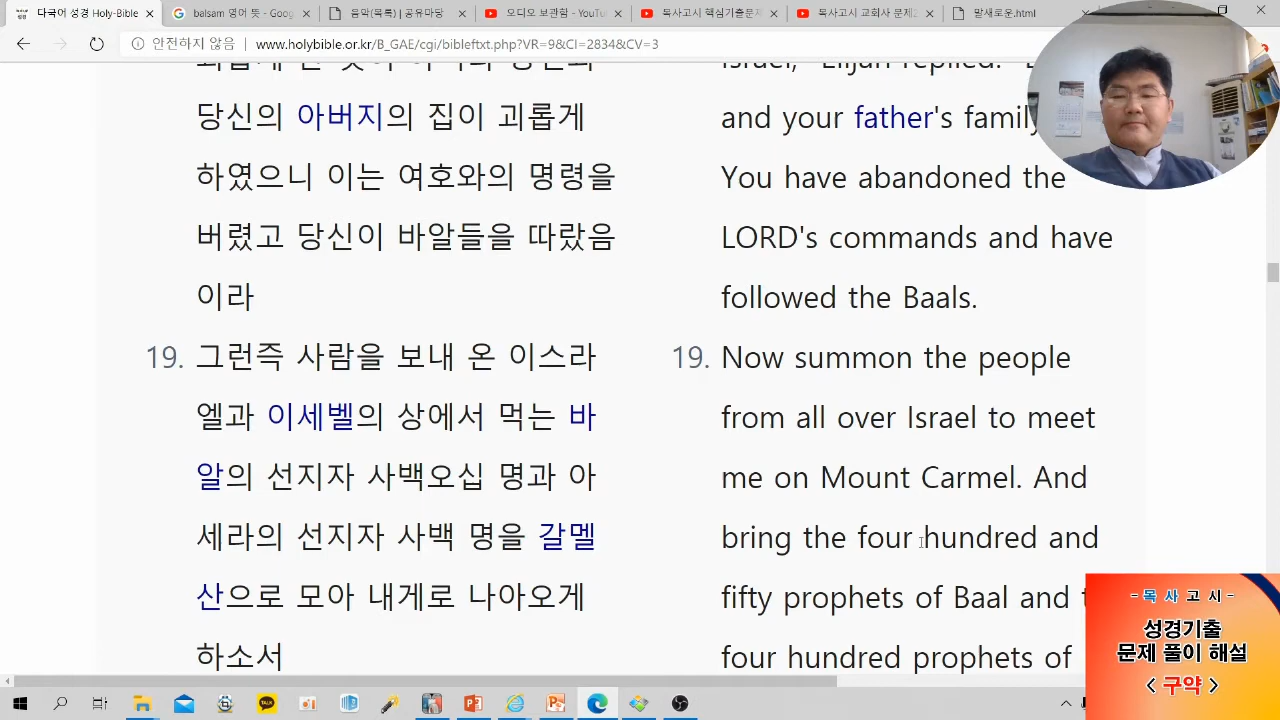 다국어 성경 Holy-Bible
balsam 영어 뜻 - Goog
음악(목록) | 공유마당
오디오 보관함 - YouTu
목사고시 핵심기출문
목사고시 교회사 문제
말새로운.html
안전하지 않음 | www.holybible.or.kr/B_GAE/cgi/bibleftxt.php?VR=9&CI=2834&CV=3
당신의 아버지의 집이 괴롭게
하였으니 이는 여호와의 명령을
버렸고 당신이 바알들을 따랐음
이라
19. 그런즉 사람을 보내 온 이스라
엘과 이세벨의 상에서 먹는 바
알의 선지자 사백오십 명과 아
세라의 선지자 사백 명을 갈멜
산으로 모아 내게로 나아오게
하소서
Israel," Elijah replied.
and your father's family
You have abandoned the
LORD's commands and have
followed the Baals.
19. Now summon the people
from all over Israel to meet
me on Mount Carmel. And
bring the four hundred and
fifty prophets of Baal and
four hundred prophets of
- 목 사 고 시 -
성경기출
문제 풀이 해설
< 구약 >
TALK